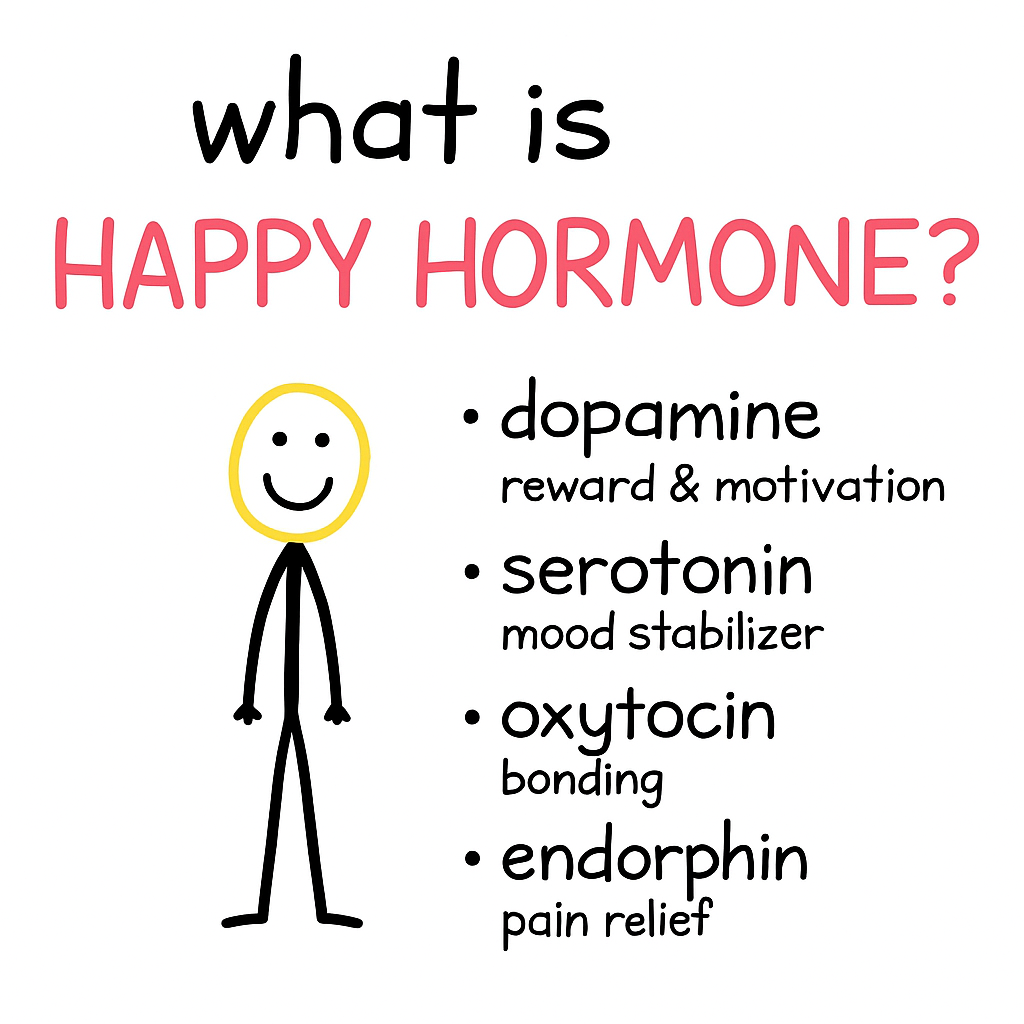 what is
HAPPY HORMONE?
• dopamine
reward & motivation
• serotonin
mood stabilizer
• oxytocin
bonding
• endorphin
pain relief